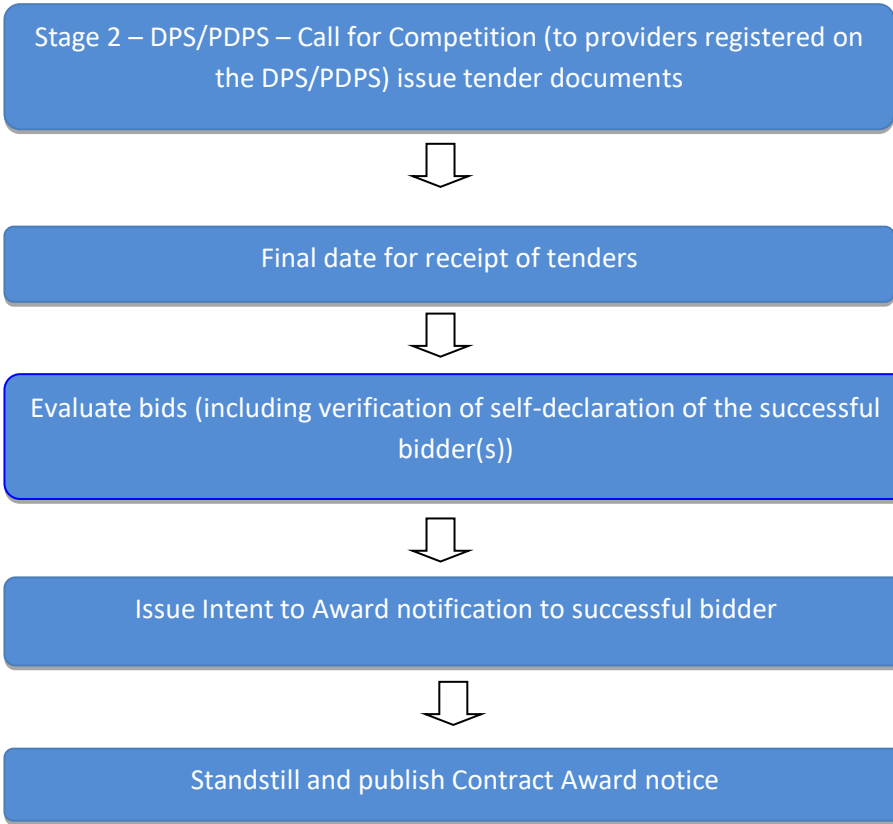 Stage 2 – DPS/PDPS – Call for Competition (to providers registered on
the DPS/PDPS) issue tender documents
Final date for receipt of tenders
Evaluate bids (including verification of self-declaration of the successful
bidder(s))
Issue Intent to Award notification to successful bidder
Standstill and publish Contract Award notice